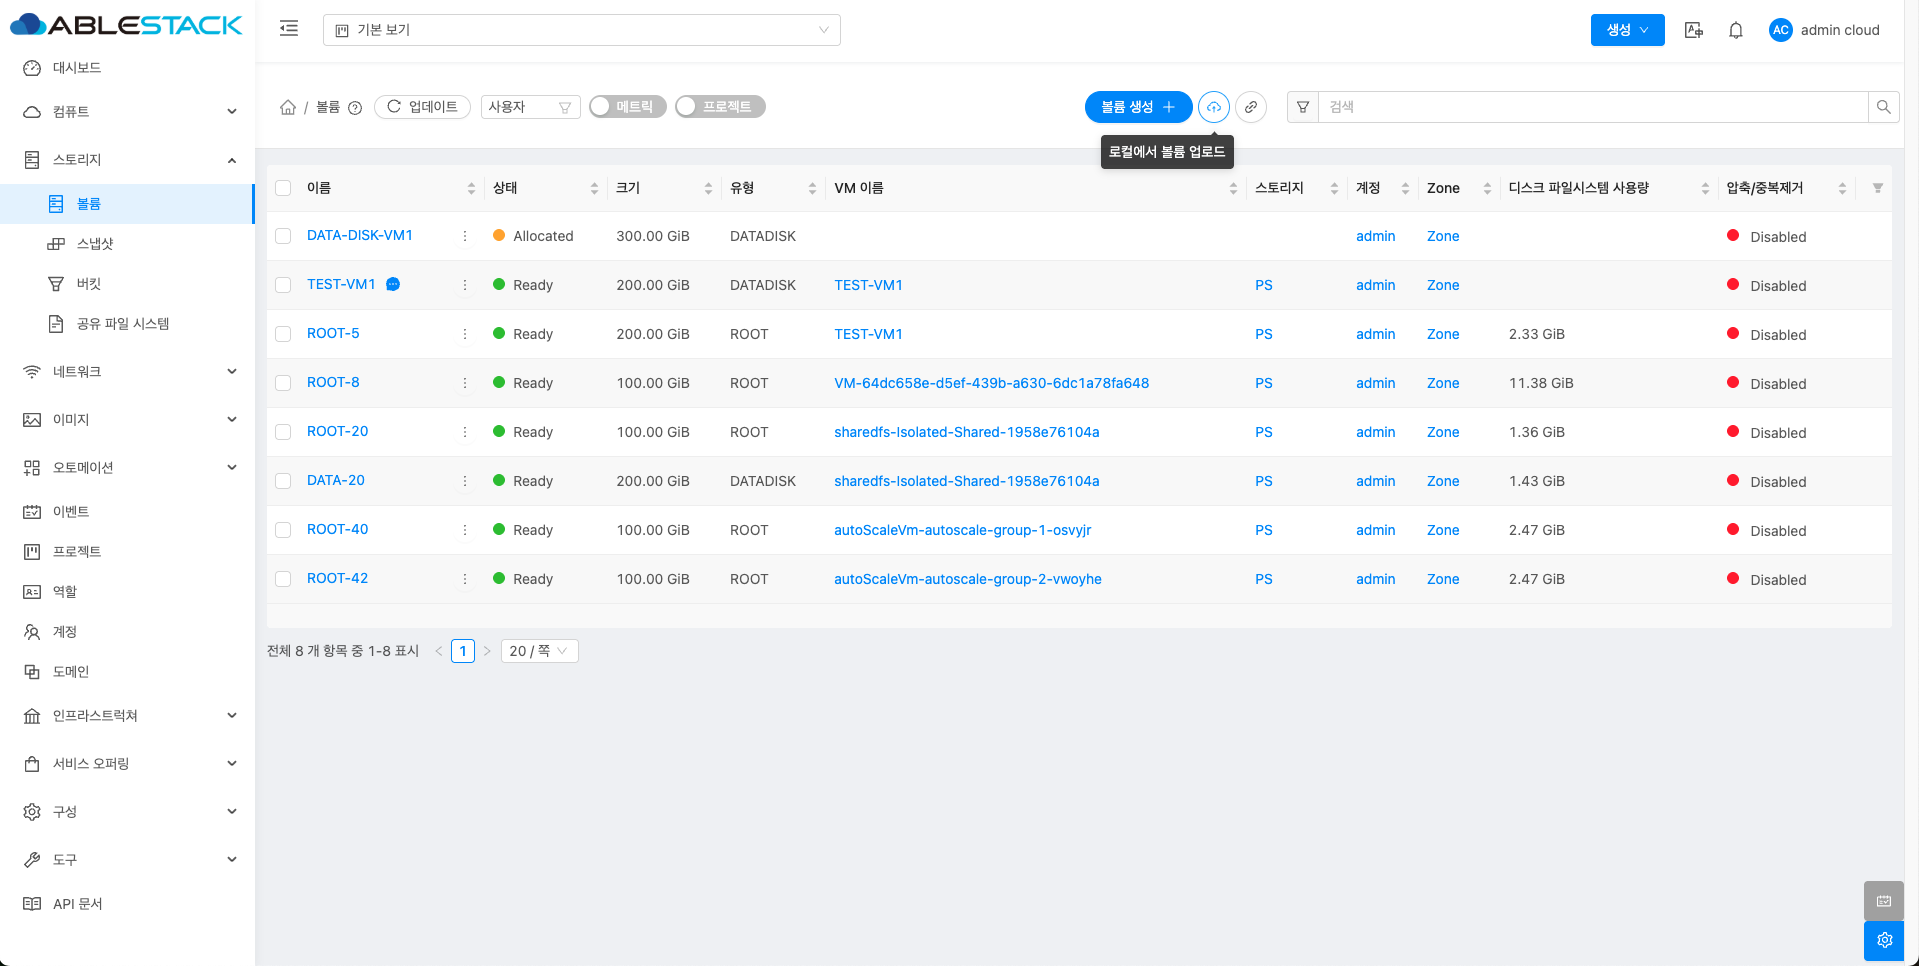 ABLESTACK
기본 보기
생성
AC admin cloud
대시보드
컴퓨트
스토리지
볼륨
스냅샷
버킷
공유 파일 시스템
네트워크
이미지
오토메이션
이벤트
프로젝트
역할
계정
도메인
인프라스트럭쳐
서비스 오퍼링
구성
도구
API 문서
/ 볼륨 업데이트 사용자 메트릭 프로젝트
볼륨 생성 검색
로컬에서 볼륨 업로드
이름 상태 크기 유형 VM 이름 스토리지 계정 Zone 디스크 파일시스템 사용량 압축/중복제거
DATA-DISK-VM1 Allocated 300.00 GiB DATADISK admin Zone Disabled
TEST-VM1 Ready 200.00 GiB DATADISK TEST-VM1 PS admin Zone Disabled
ROOT-5 Ready 200.00 GiB ROOT TEST-VM1 PS admin Zone 2.33 GiB Disabled
ROOT-8 Ready 100.00 GiB ROOT VM-64dc658e-d5ef-439b-a630-6dc1a78fa648 PS admin Zone 11.38 GiB Disabled
ROOT-20 Ready 100.00 GiB ROOT sharedfs-Isolated-Shared-1958e76104a PS admin Zone 1.36 GiB Disabled
DATA-20 Ready 200.00 GiB DATADISK sharedfs-Isolated-Shared-1958e76104a PS admin Zone 1.43 GiB Disabled
ROOT-40 Ready 100.00 GiB ROOT autoScaleVm-autoscale-group-1-osvyjr PS admin Zone 2.47 GiB Disabled
ROOT-42 Ready 100.00 GiB ROOT autoScaleVm-autoscale-group-2-vwoyhe PS admin Zone 2.47 GiB Disabled
전체 8 개 항목 중 1-8 표시 < 1 > 20 / 쪽